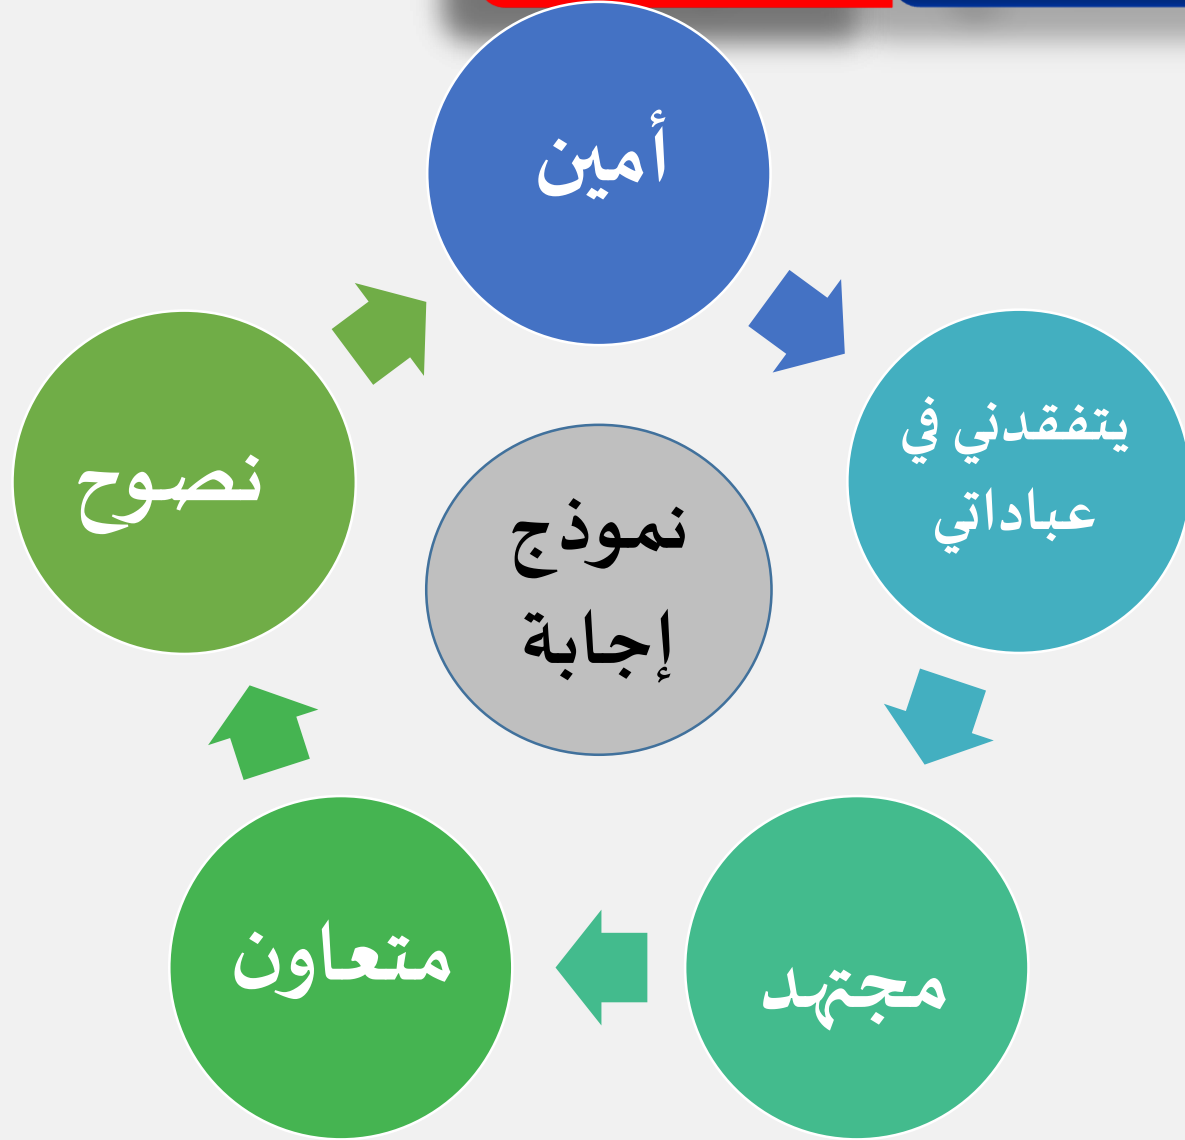 أمين
يتفقدني في
عباداتي
مجتهد
متعاون
نصوح
نموذج
إجابة